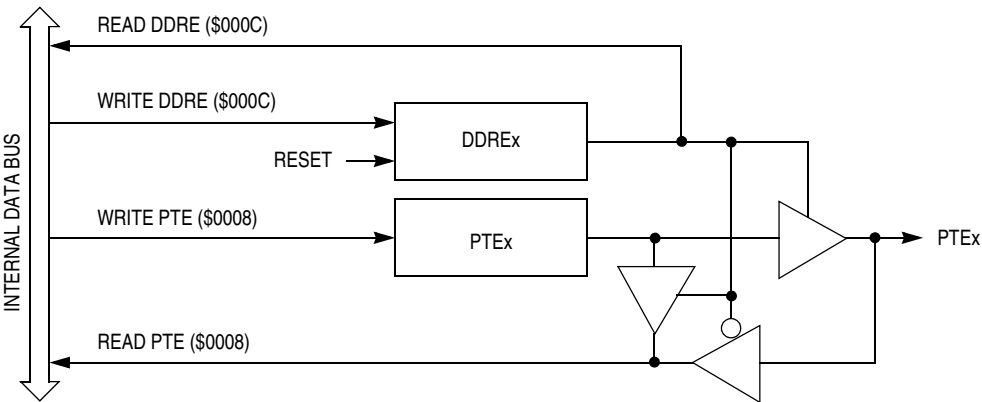 READ DDRE ($000C)
WRITE DDRE ($000C)
DDREx
RESET
INTERNAL DATA BUS
WRITE PTE ($0008)
PTEx
PTEx
READ PTE ($0008)